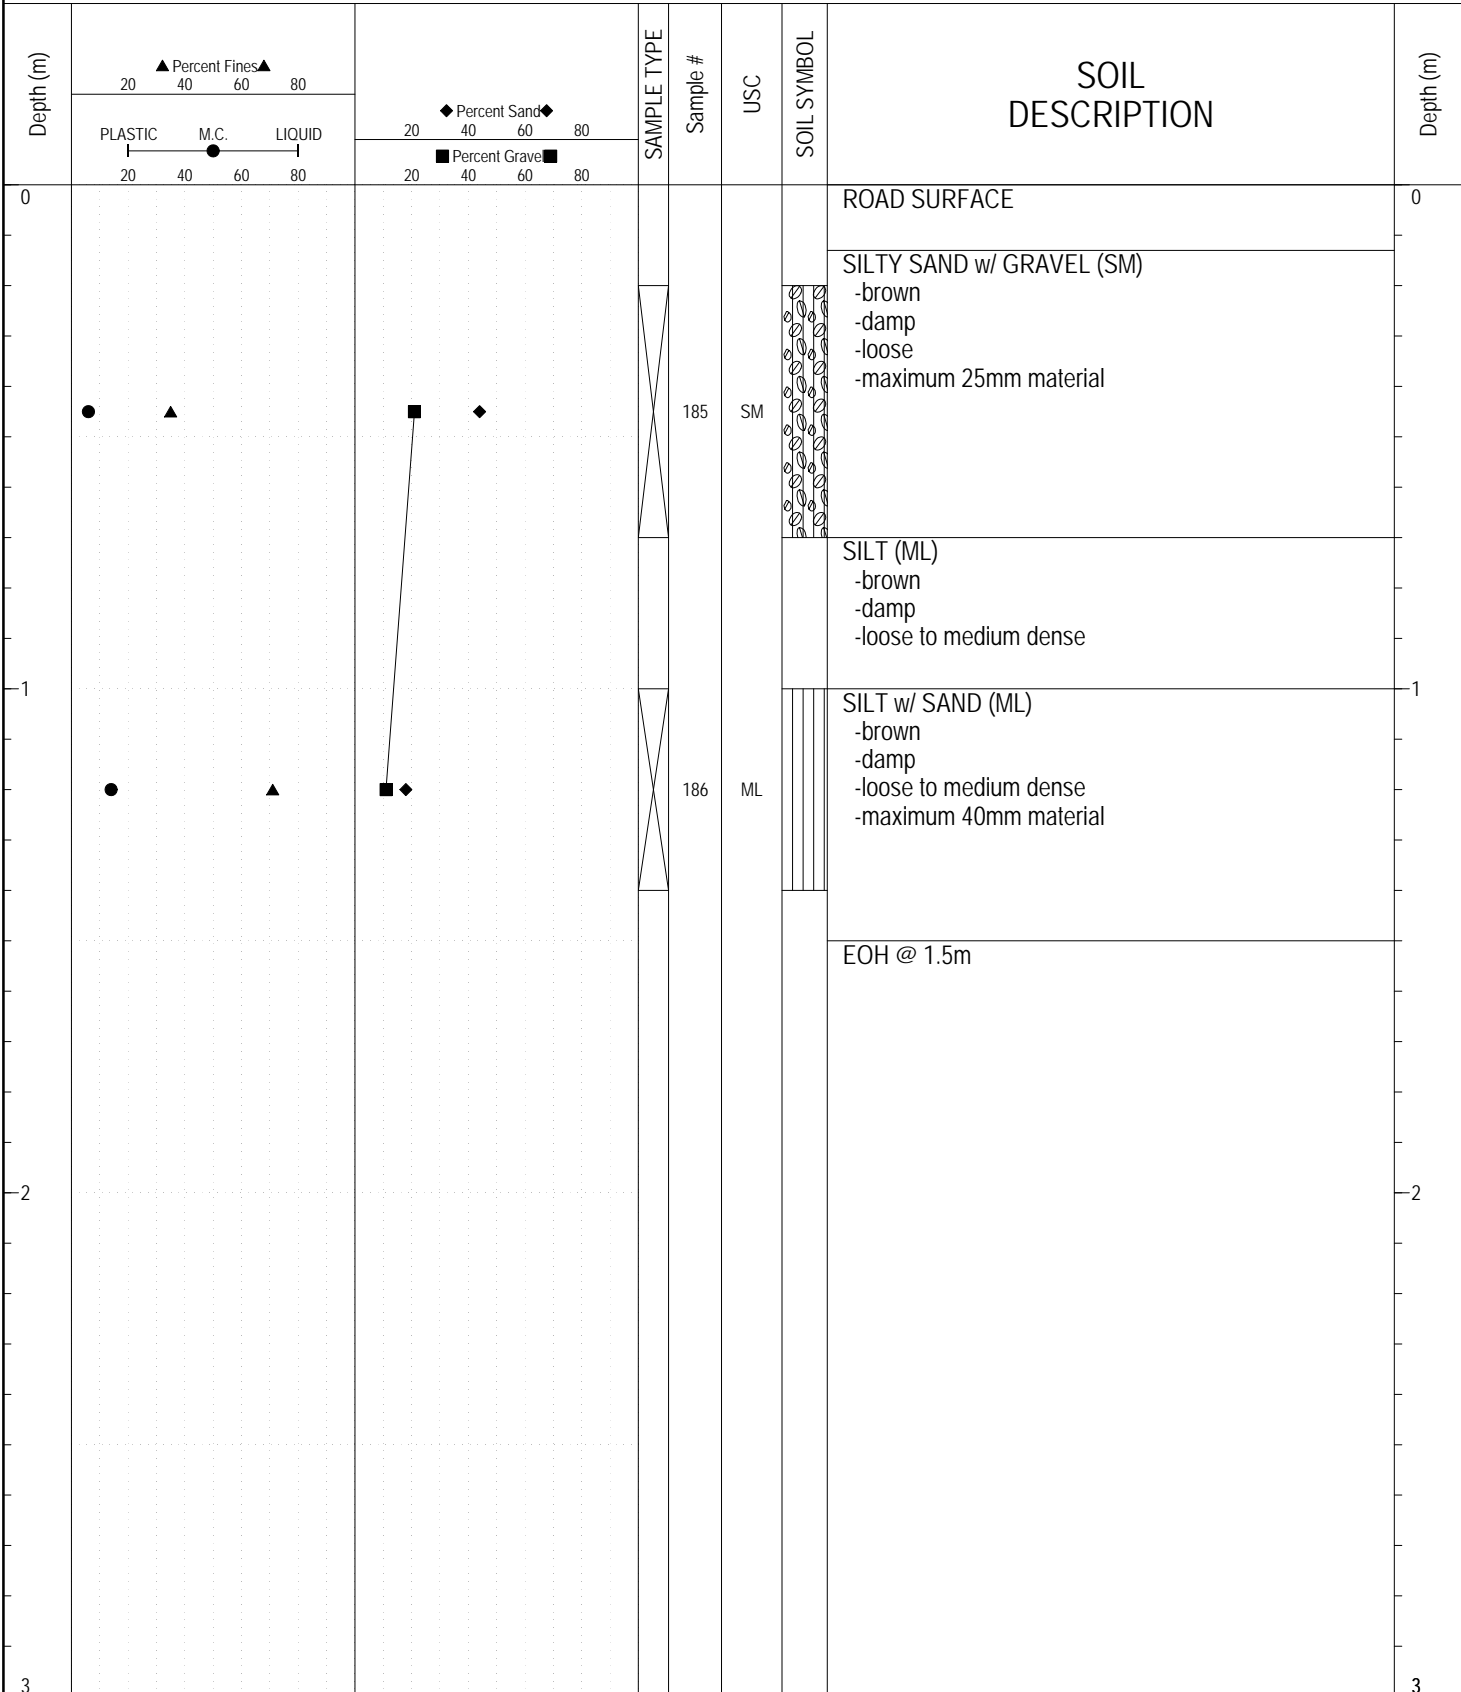 Depth (m)
▲ Percent Fines▲
20 40 60 80
PLASTIC M.C. LIQUID
20 40 60 80
◆ Percent Sand◆
20 40 60 80
■ Percent Gravel■
20 40 60 80
SAMPLE TYPE
Sample #
USC
SOIL SYMBOL
SOIL
DESCRIPTION
Depth (m)
0 ROAD SURFACE 0
SILTY SAND w/ GRAVEL (SM)
-brown
-damp
-loose
-maximum 25mm material
185 SM
SILT (ML)
-brown
-damp
-loose to medium dense
1 1
SILT w/ SAND (ML)
-brown
-damp
-loose to medium dense
186 ML
-maximum 40mm material
EOH @ 1.5m
2 2
3 3